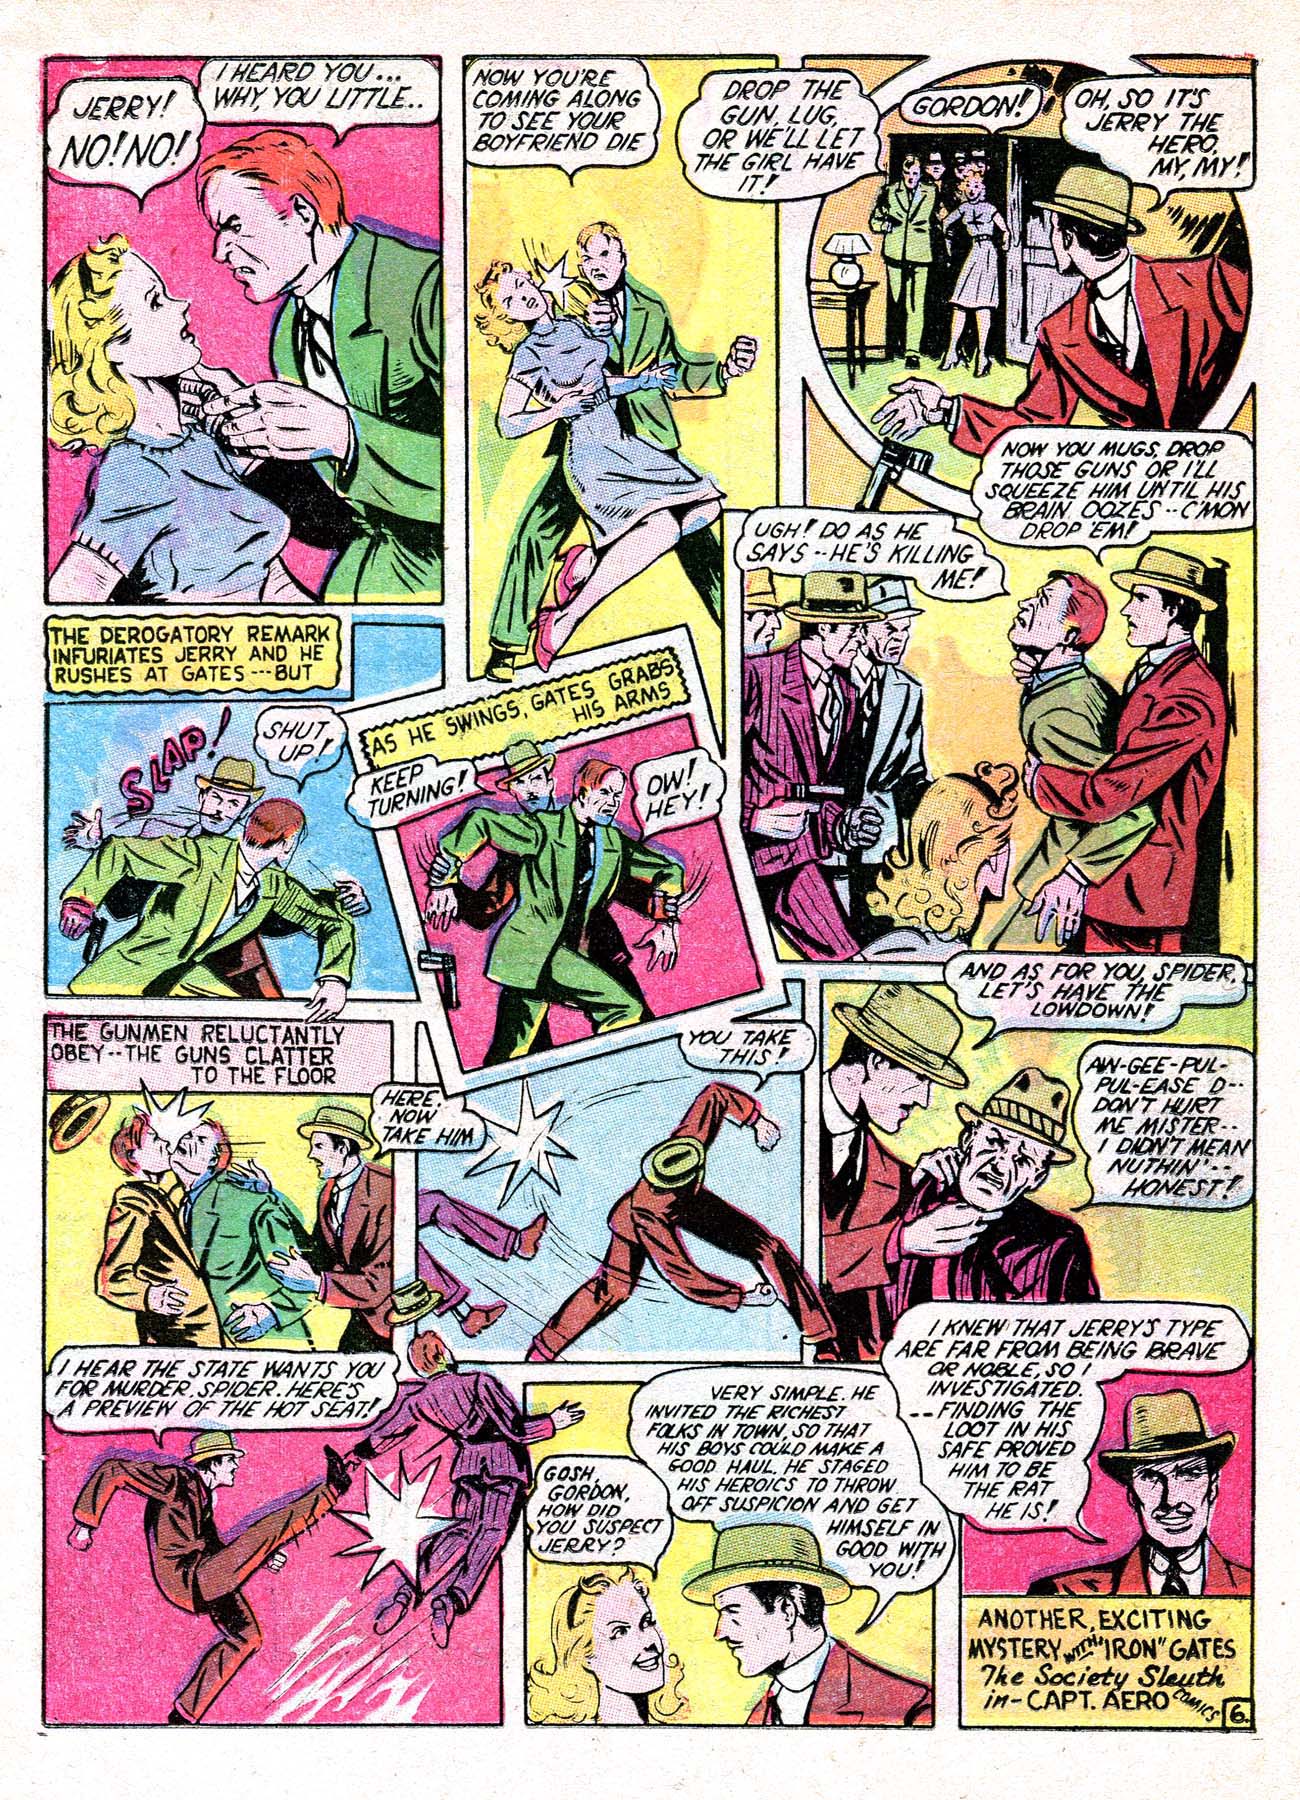 JERRY!
NO! NO!
I HEARD YOU...
WHY, YOU LITTLE..
NOW YOU'RE
COMING ALONG
TO SEE YOUR
BOYFRIEND DIE
DROP THE
GUN, LUG,
OR WE'LL LET
THE GIRL HAVE
IT!
GORDON!
OH, SO IT'S
JERRY THE
HERO,
MY, MY!
THE DEROGATORY REMARK
INFURIATES JERRY AND HE
RUSHES AT GATES---BUT
SLAP!
SHUT
UP!
AS HE SWINGS, GATES GRABS
HIS ARMS
KEEP
TURNING!
OW!
HEY!
NOW YOU MUGS, DROP
THOSE GUNS OR I'LL
SQUEEZE HIM UNTIL HIS
BRAIN OOZES--C'MON
DROP 'EM!
UGH! DO AS HE
SAYS--HE'S KILLING
ME!
THE GUNMEN RELUCTANTLY
OBEY--THE GUNS CLATTER
TO THE FLOOR
HERE.
NOW
TAKE HIM
YOU TAKE
THIS!
AND AS FOR YOU, SPIDER,
LET'S HAVE THE
LOWDOWN!
AW-GEE-PUL-
PUL-EASE D--
DON'T HURT
ME MISTER--
I DIDN'T MEAN
NUTHIN'--
HONEST!
I HEAR THE STATE WANTS YOU
FOR MURDER, SPIDER. HERE'S
A PREVIEW OF THE HOT SEAT!
GOSH,
GORDON,
HOW DID
YOU SUSPECT
JERRY?
VERY SIMPLE. HE
INVITED THE RICHEST
FOLKS IN TOWN, SO THAT
HIS BOYS COULD MAKE A
GOOD HAUL. HE STAGED
HIS HEROICS TO THROW
OFF SUSPICION AND GET
HIMSELF IN
GOOD WITH
YOU!
I KNEW THAT JERRY'S TYPE
ARE FAR FROM BEING BRAVE
OR NOBLE, SO I
INVESTIGATED.
--FINDING THE
LOOT IN HIS
SAFE PROVED
HIM TO BE
THE RAT
HE IS!
ANOTHER, EXCITING
MYSTERY WITH "IRON" GATES
The Society Sleuth
in-CAPT. AERO COMICS
6.